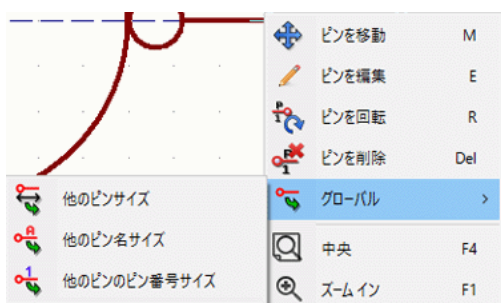 ピンを移動 M
ピンを編集 E
ピンを回転 R
ピンを削除 Del
他のピンサイズ
グローバル >
他のピン名サイズ
中央 F4
他のピンのピン番号サイズ
ズームイン F1